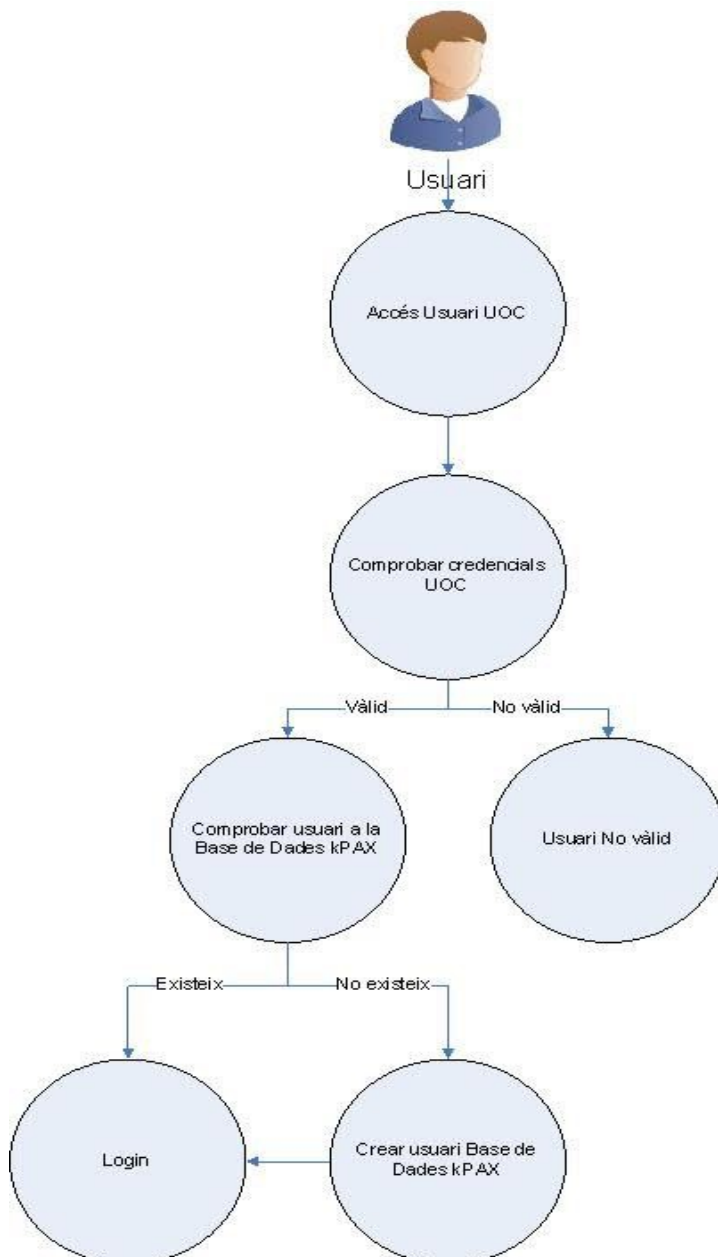 Usuari
Accés Usuari UOC
Comprobar credencials
UOC
Vàlid
No vàlid
Comprobar usuari a la
Base de Dades kPAX
Usuari No vàlid
Existeix
No existeix
Login
Crear usuari Base de
Dades kPAX